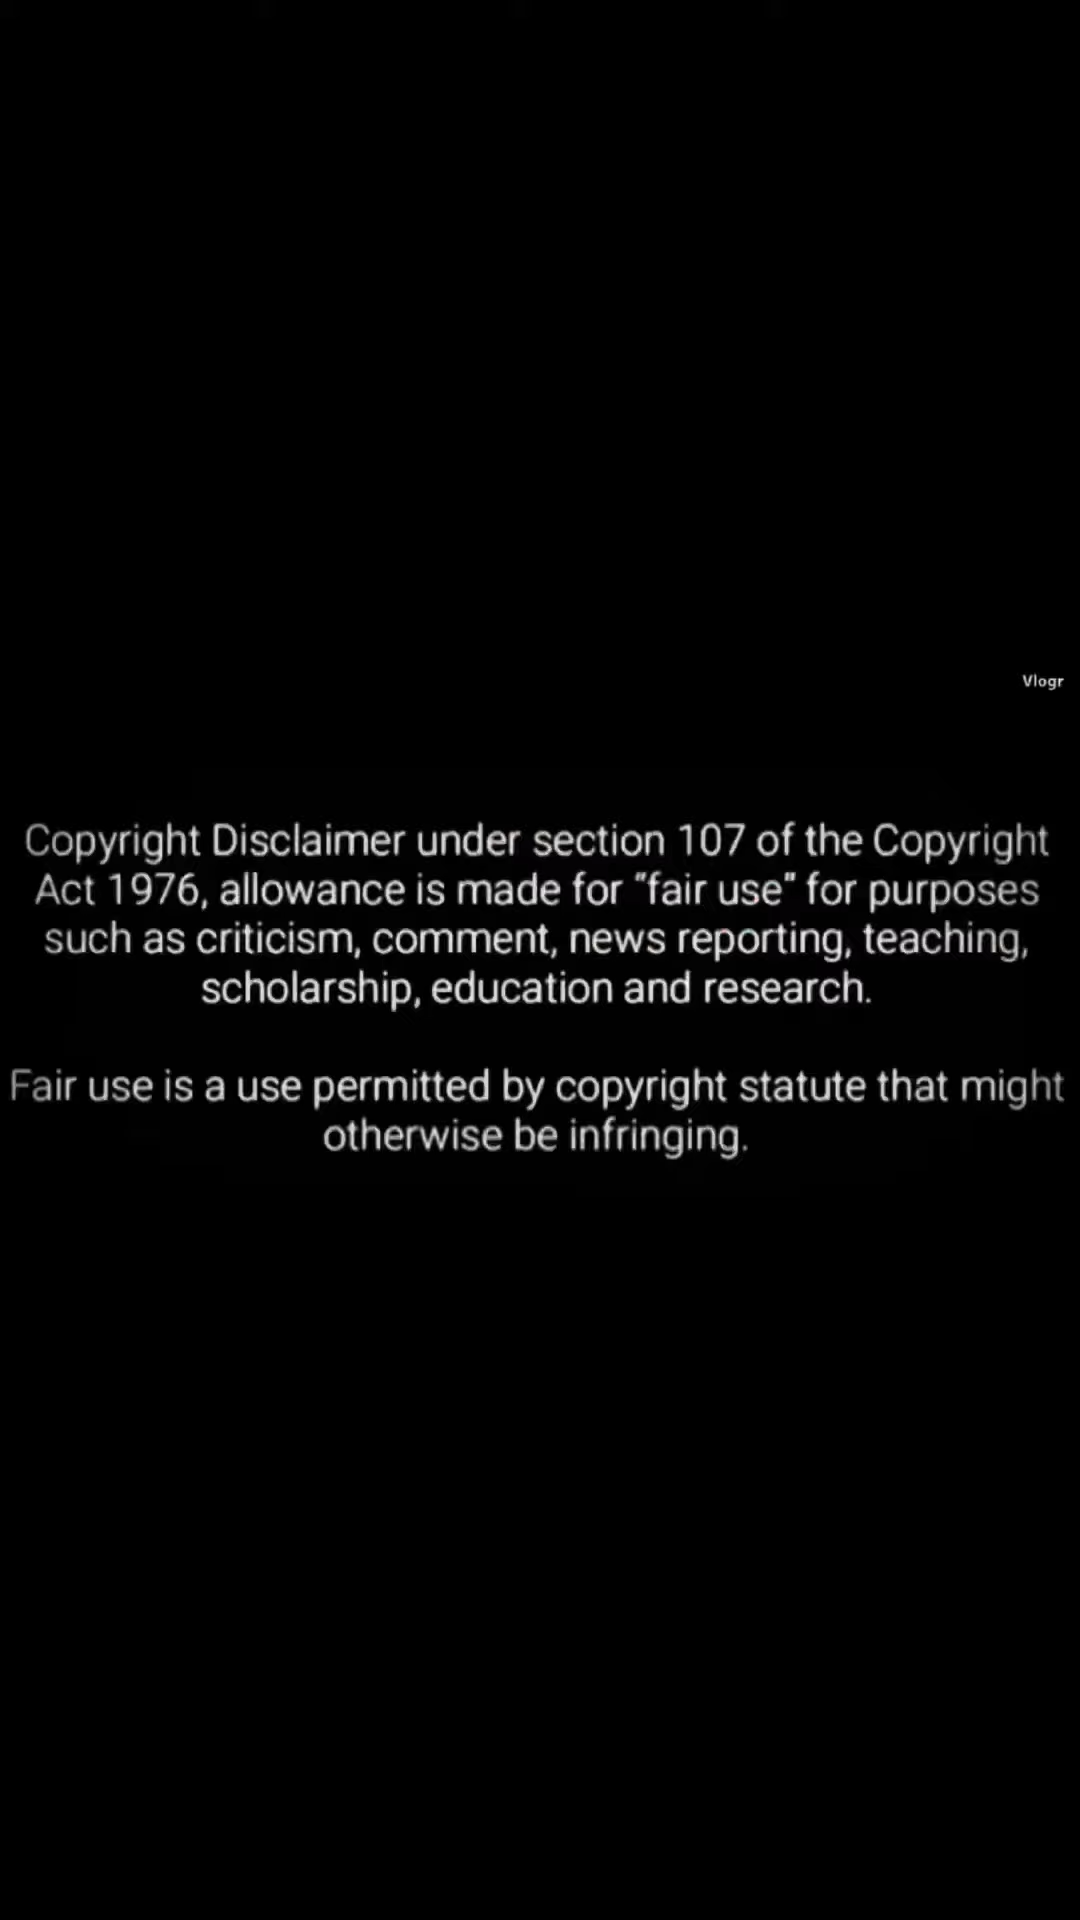 Vlogr
Copyright Disclaimer under section 107 of the Copyright
Act 1976, allowance is made for “fair use” for purposes
such as criticism, comment, news reporting, teaching,
scholarship, education and research.
Fair use is a use permitted by copyright statute that might
otherwise be infringing.